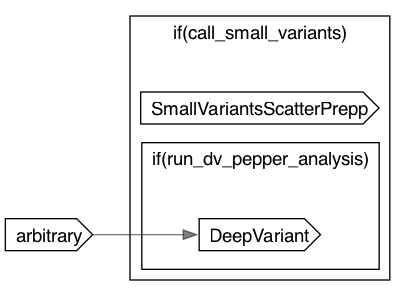 if(call_small_variants)
SmallVariantsScatterPrepp
if(run_dv_pepper_analysis)
arbitrary
DeepVariant